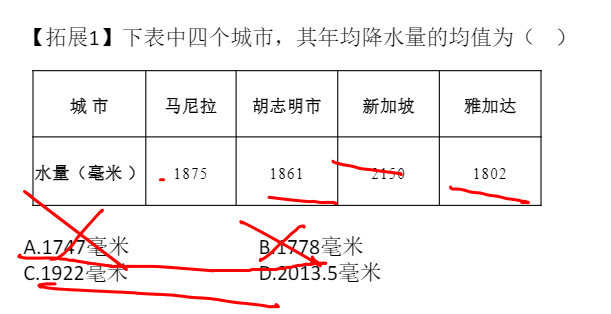 【拓展1】下表中四个城市，其年均降水量的均值为（ ）
城 市 马尼拉 胡志明市 新加坡 雅加达
水量（毫米 ） 1875 1861 2150 1802
A.1747毫米 B.1778毫米
C.1922毫米 D.2013.5毫米